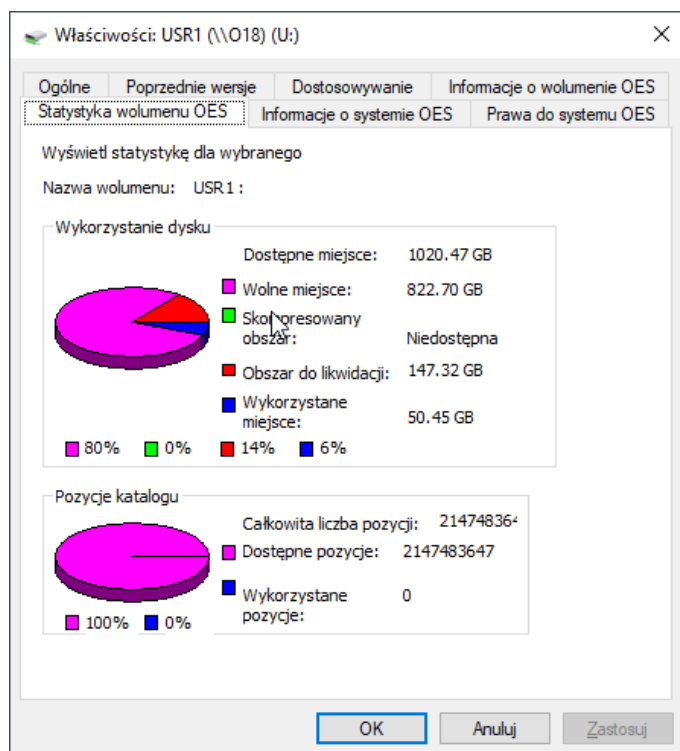 Właściwości: USR1 (\\O18) (U:)
Ogólne Poprzednie wersje Dostosowywanie Informacje o wolumenie OES
Statystyka wolumenu OES Informacje o systemie OES Prawa do systemu OES
Wyświetl statystykę dla wybranego
Nazwa wolumenu: USR1:
Wykorzystanie dysku
Dostępne miejsce: 1020.47 GB
Wolne miejsce: 822.70 GB
Skompresowany
obszar: Niedostępna
Obszar do likwidacji: 147.32 GB
Wykorzystane
miejsce: 50.45 GB
80% 0% 14% 6%
Pozycje katalogu
Całkowita liczba pozycji: 214748364
Dostępne pozycje: 2147483647
Wykorzystane 0
pozycje:
100% 0%
OK Anuluj Zastosuj